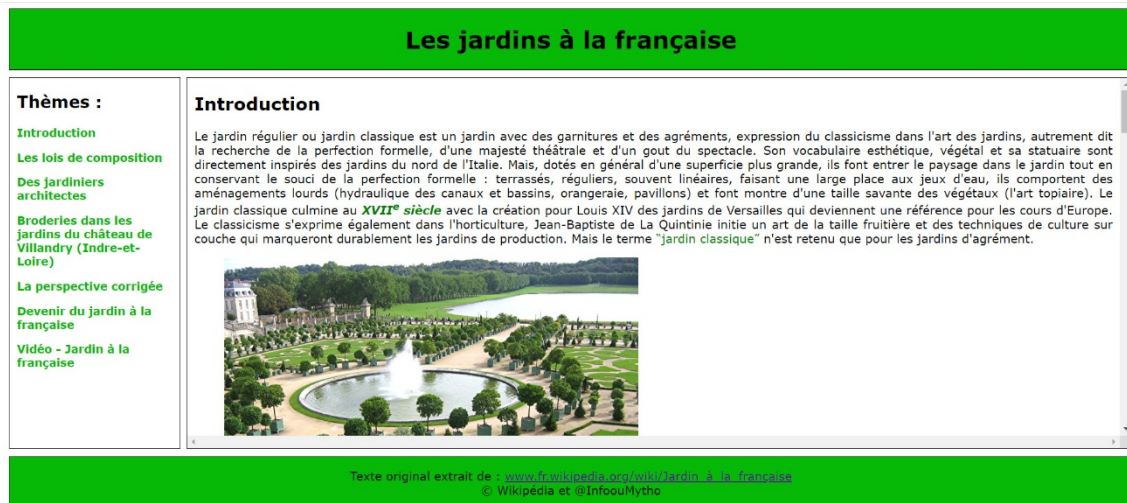 Les jardins à la française
Thèmes :
Introduction
Les lois de composition
Des jardiniers
architectes
Broderies dans les
jardins du château de
Villandry (Indre-et-
Loire)
La perspective corrigée
Devenir du jardin à la
française
Vidéo - Jardin à la
française
Introduction
Le jardin régulier ou jardin classique est un jardin avec des garnitures et des agréments, expression du classicisme dans l'art des jardins, autrement dit
la recherche de la perfection formelle, d'une majesté théâtrale et d'un gout du spectacle. Son vocabulaire esthétique, végétal et sa statuaire sont
directement inspirés des jardins du nord de l'Italie. Mais, dotés en général d'une superficie plus grande, ils font entrer le paysage dans le jardin tout en
conservant le souci de la perfection formelle : terrassés, réguliers, souvent linéaires, faisant une large place aux jeux d'eau, ils comportent des
aménagements lourds (hydraulique des canaux et bassins, orangeraie, pavillons) et font montre d'une taille savante des végétaux (l'art topiaire). Le
jardin classique culmine au XVIIe siècle avec la création pour Louis XIV des jardins de Versailles qui deviennent une référence pour les cours d'Europe.
Le classicisme s'exprime également dans l'horticulture, Jean-Baptiste de La Quintinie initie un art de la taille fruitière et des techniques de culture sur
couche qui marqueront durablement les jardins de production. Mais le terme "jardin classique" n'est retenu que pour les jardins d'agrément.
Texte original extrait de : www.fr.wikipedia.org/wiki/Jardin_à_la_française
© Wikipédia et @InfoouMytho